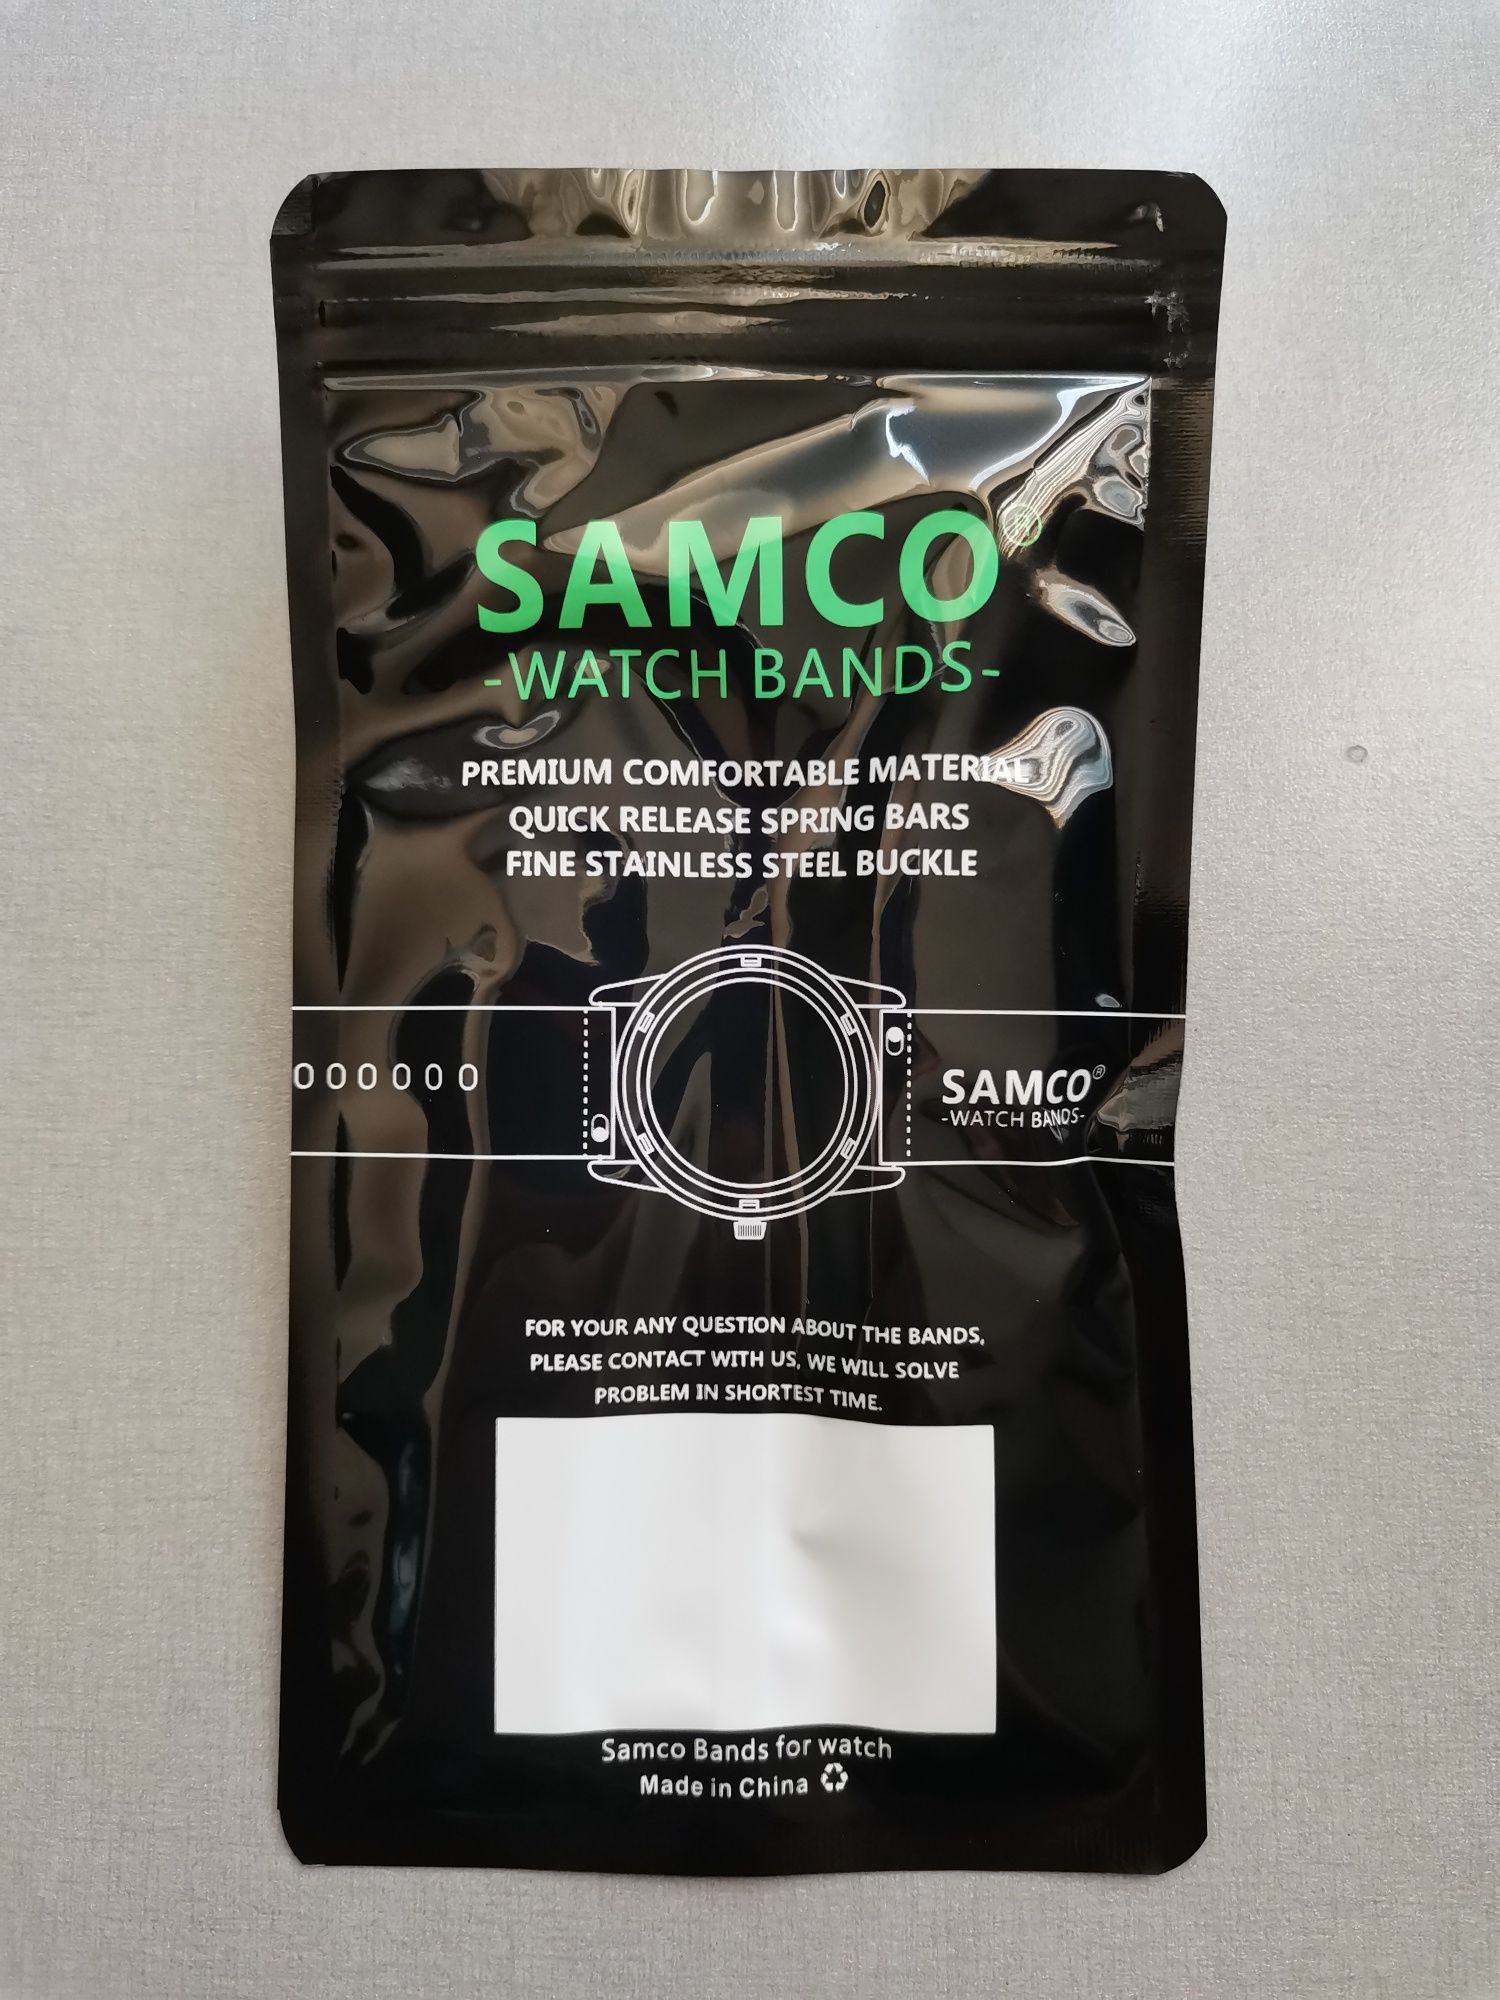 SAMCO®
-WATCH BANDS-
PREMIUM COMFORTABLE MATERIAL
QUICK RELEASE SPRING BARS
FINE STAINLESS STEEL BUCKLE
SAMCO®
-WATCH BANDS-
FOR YOUR ANY QUESTION ABOUT THE BANDS,
PLEASE CONTACT WITH US, WE WILL SOLVE
PROBLEM IN SHORTEST TIME.
Samco Bands for watch
Made in China